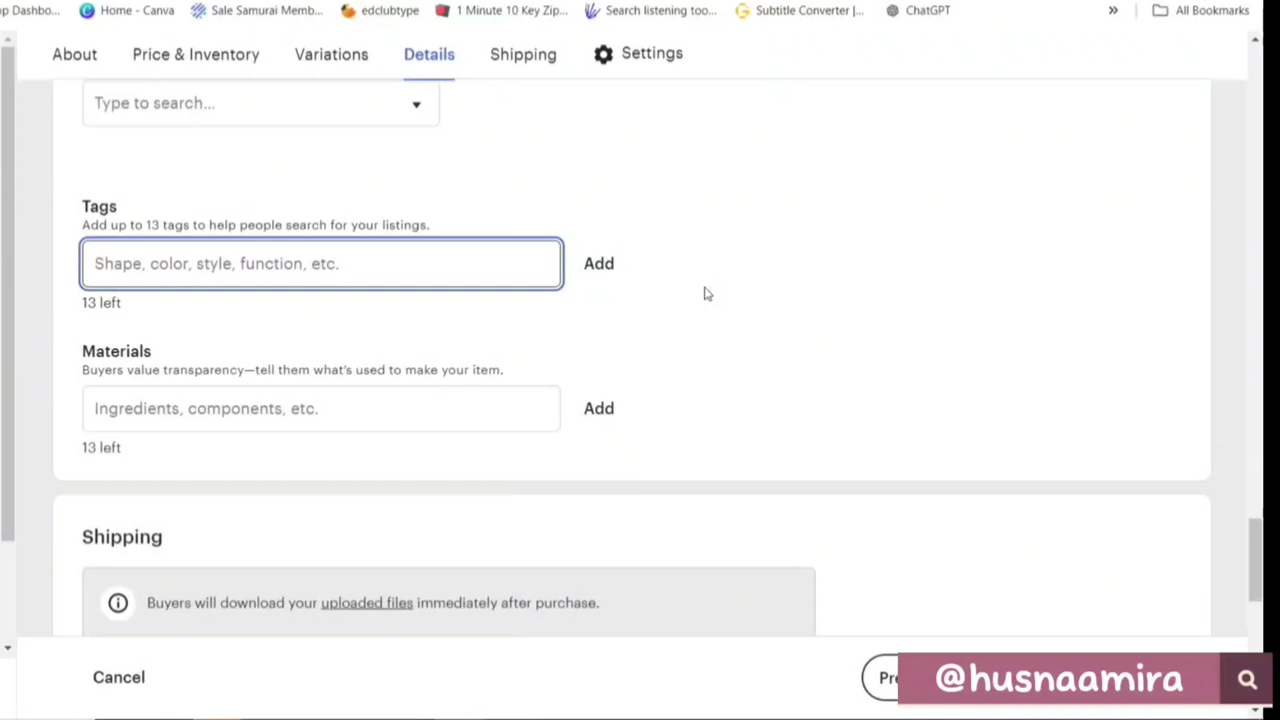 p Dashbo...
Home - Canva
Sale Samurai Memb...
edclubtype
1 Minute 10 Key Zip...
Search listening too...
Subtitle Converter |...
ChatGPT
»
All Bookmarks
About
Price & Inventory
Variations
Details
Shipping
Settings
Type to search...
Tags
Add up to 13 tags to help people search for your listings.
Shape, color, style, function, etc.
Add
13 left
Materials
Buyers value transparency—tell them what's used to make your item.
Ingredients, components, etc.
Add
13 left
Shipping
Buyers will download your uploaded files immediately after purchase.
Cancel
Pre
@husnaamira